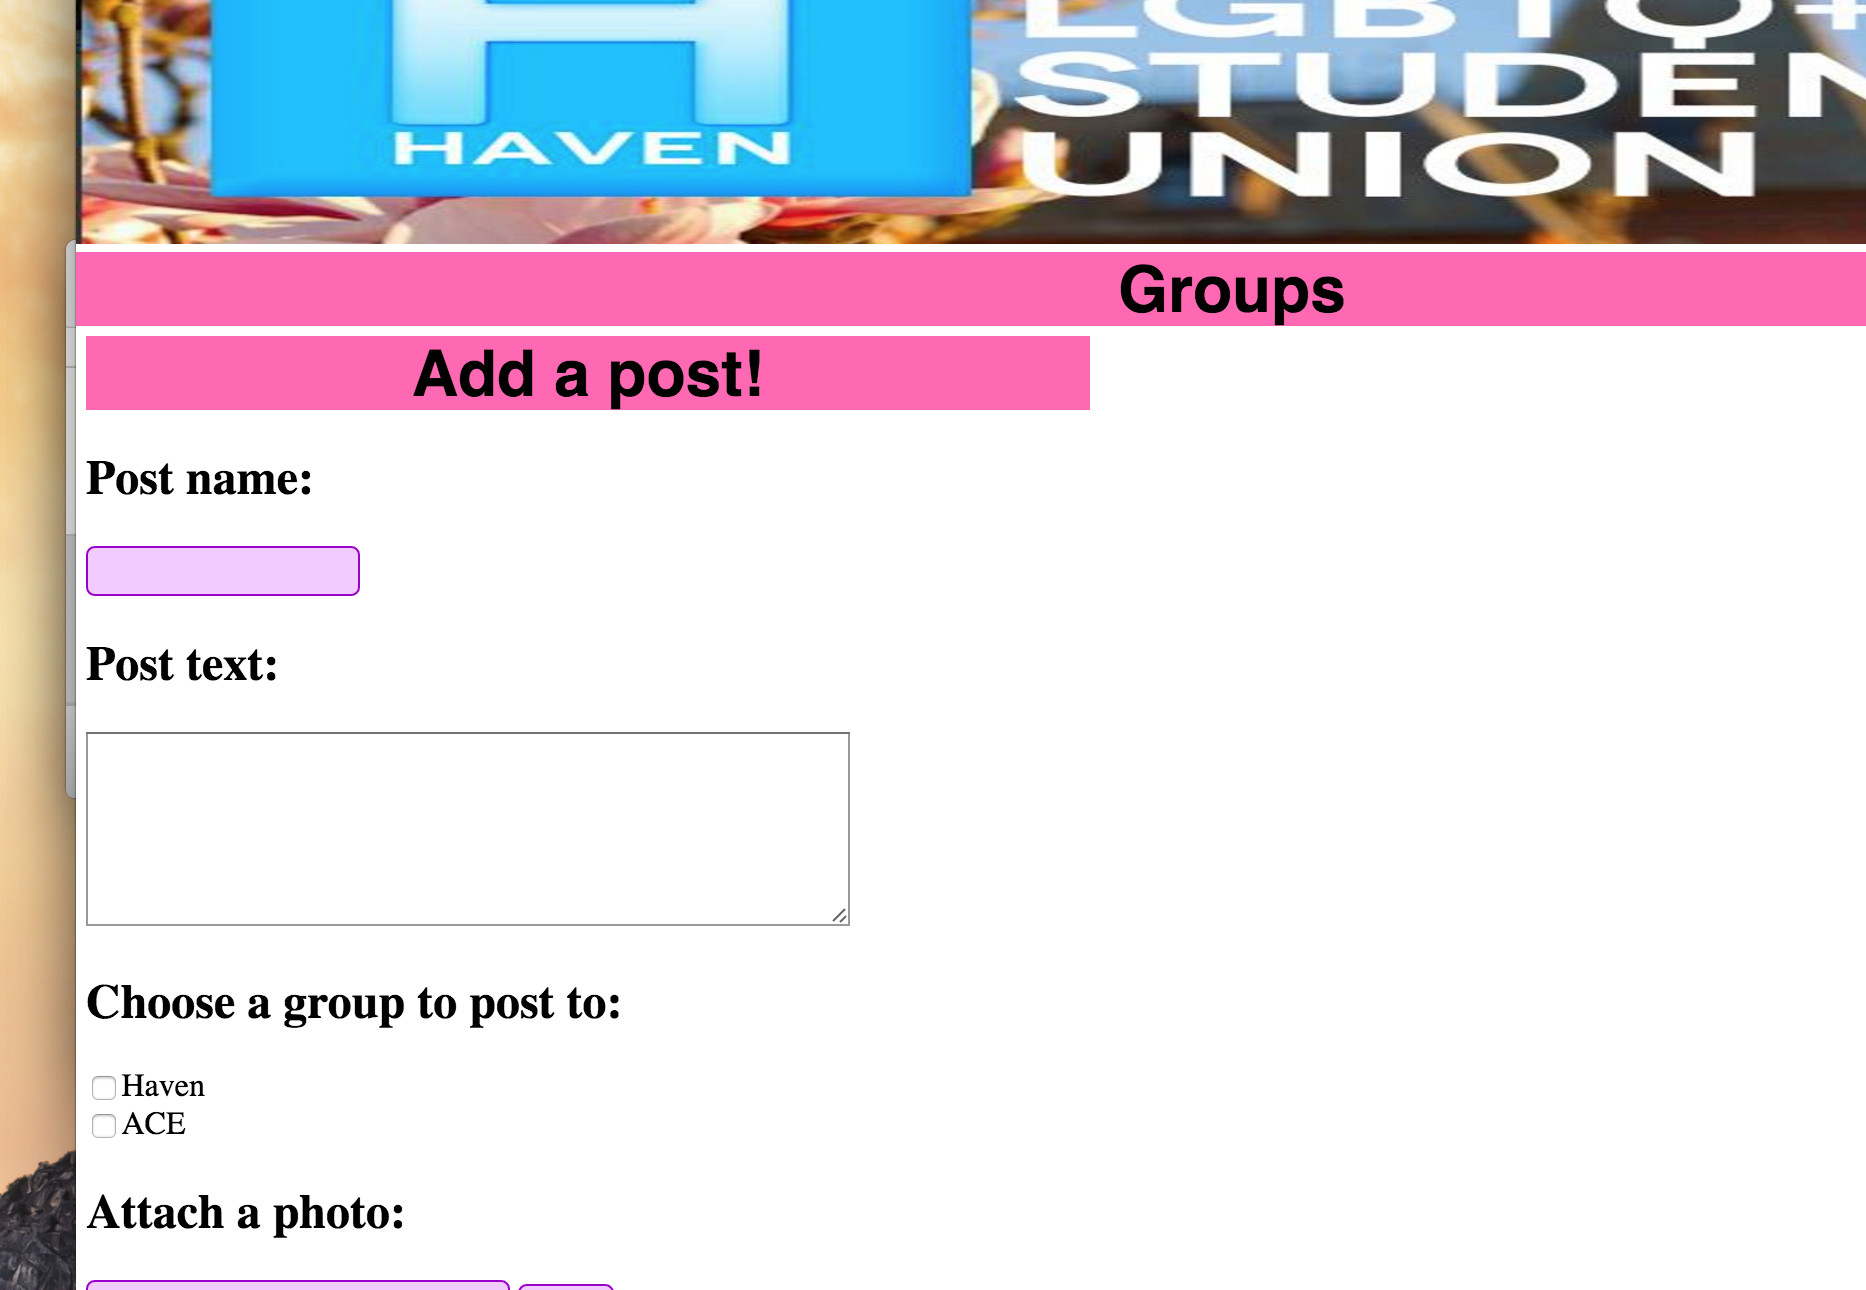 HAVEN
LGBTQ+
STUDEN
UNION
Groups
Add a post!
Post name:
Post text:
Choose a group to post to:
Haven
ACE
Attach a photo: